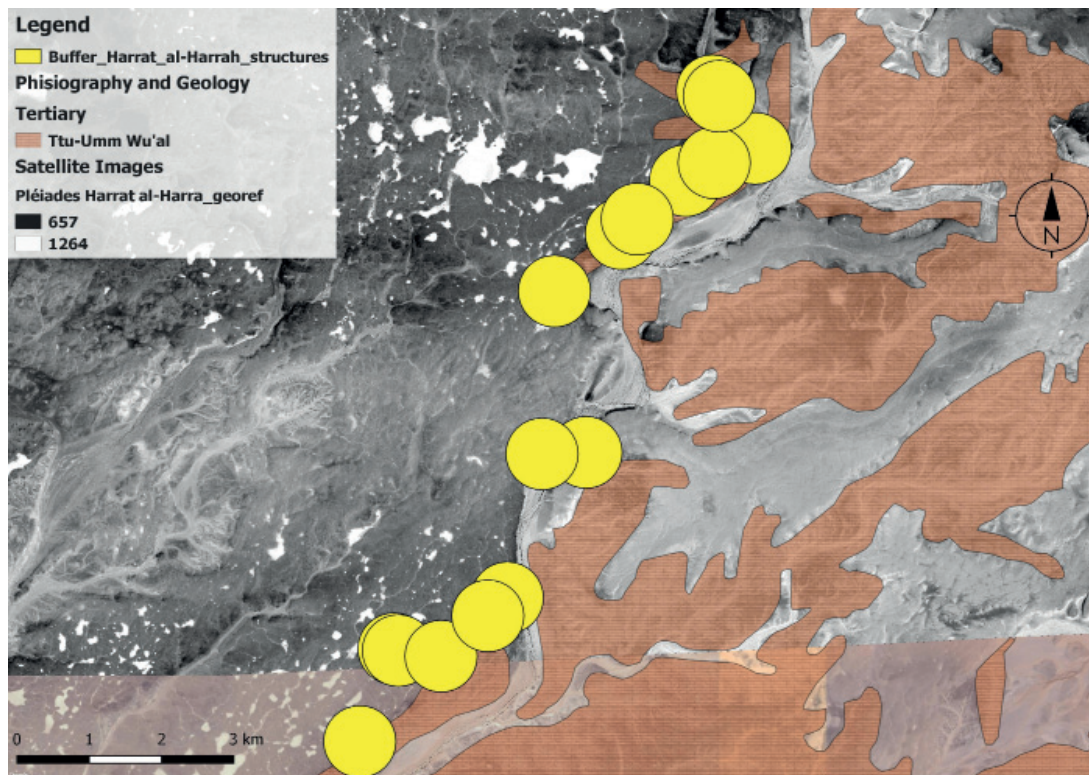 Legend
Buffer_Harrat_al-Harrah_structures
Phisiography and Geology
Tertiary
Ttu-Umm Wu'al
Satellite Images
Pléiades Harrat al-Harra_georef
657
1264
N
0 1 2 3 km